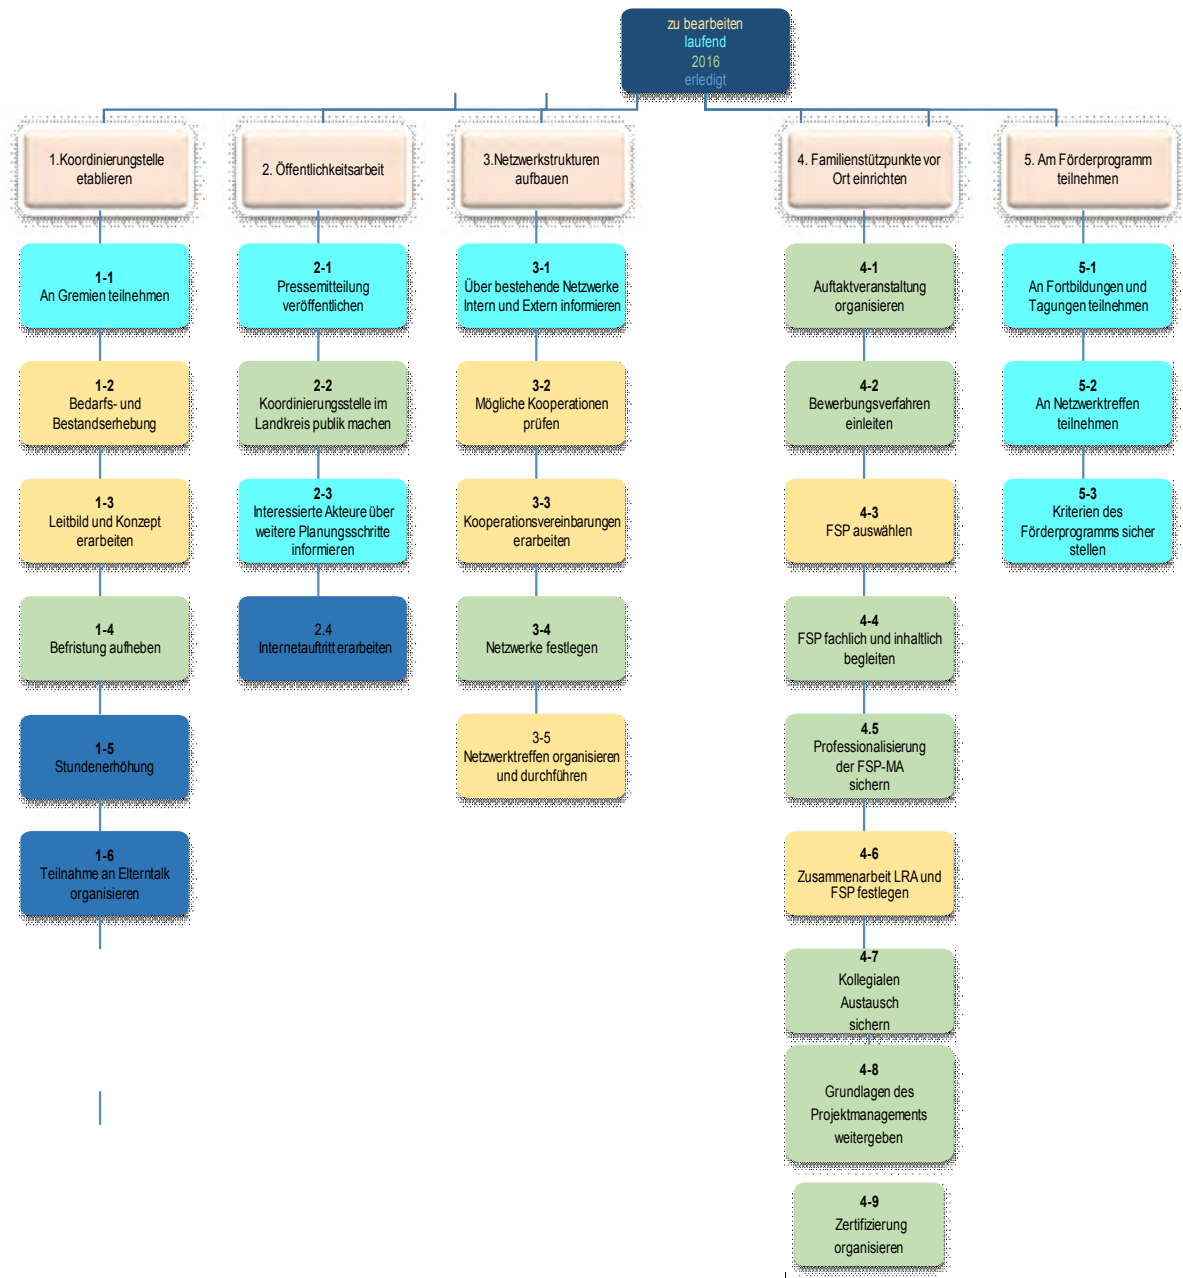 zu bearbeiten
laufend
2016
erledigt
1.Koordinierungstelle
etablieren
2. Öffentlichkeitsarbeit
3.Netzwerkstrukturen
aufbauen
4. Familienstützpunkte vor
Ort einrichten
5. Am Förderprogramm
teilnehmen
1-1
An Gremien teilnehmen
1-2
Bedarfs- und
Bestandserhebung
1-3
Leitbild und Konzept
erarbeiten
1-4
Befristung aufheben
1-5
Stundenerhöhung
1-6
Teilnahme an Elterntalk
organisieren
2-1
Pressemitteilung
veröffentlichen
2-2
Koordinierungsstelle im
Landkreis publik machen
2-3
Interessierte Akteure über
weitere Planungsschritte
informieren
2.4
Internetauftritt erarbeiten
3-1
Über bestehende Netzwerke
Intern und Extern informieren
3-2
Mögliche Kooperationen
prüfen
3-3
Kooperationsvereinbarungen
erarbeiten
3-4
Netzwerke festlegen
3-5
Netzwerktreffen organisieren
und durchführen
4-1
Auftaktveranstaltung
organisieren
4-2
Bewerbungsverfahren
einleiten
4-3
FSP auswählen
4-4
FSP fachlich und inhaltlich
begleiten
4.5
Professionalisierung
der FSP-MA
sichern
4-6
Zusammenarbeit LRA und
FSP festlegen
4-7
Kollegialen
Austausch
sichern
4-8
Grundlagen des
Projektmanagements
weitergeben
4-9
Zertifizierung
organisieren
5-1
An Fortbildungen und
Tagungen teilnehmen
5-2
An Netzwerktreffen
teilnehmen
5-3
Kriterien des
Förderprogramms sicher
stellen